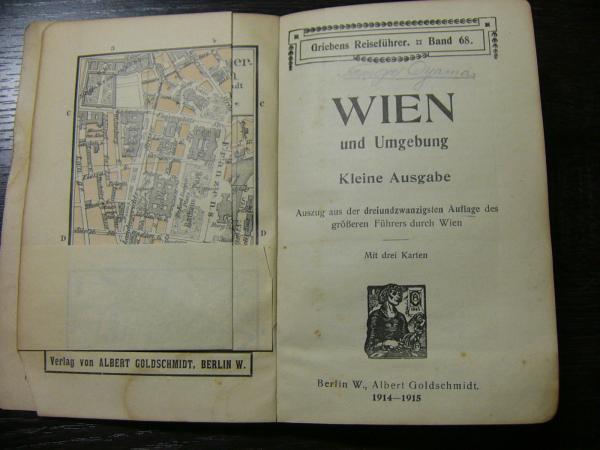 Verlag von ALBERT GOLDSCHMIDT, BERLIN W.
Griebens Reiseführer. ¤ Band 68.
Oyama
WIEN
und Umgebung
Kleine Ausgabe
Auszug aus der dreiundzwanzigsten Auflage des
größeren Führers durch Wien
Mit drei Karten
Berlin W., Albert Goldschmidt.
1914—1915